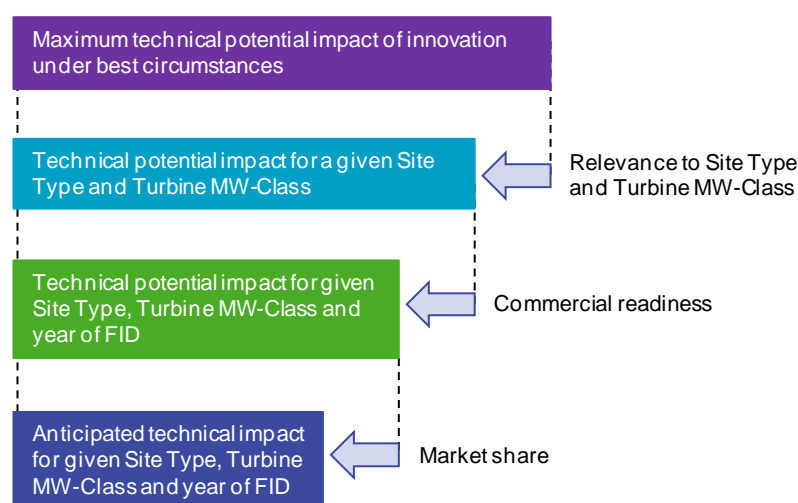 Maximum technical potential impact of innovation
under best circumstances
Technical potential impact for a given Site
Type and Turbine MW-Class
Relevance to Site Type
and Turbine MW-Class
Technical potential impact for given
Site Type, Turbine MW-Class and
year of FID
Commercial readiness
Anticipated technical impact
for given Site Type, Turbine
MW-Class and year of FID
Market share